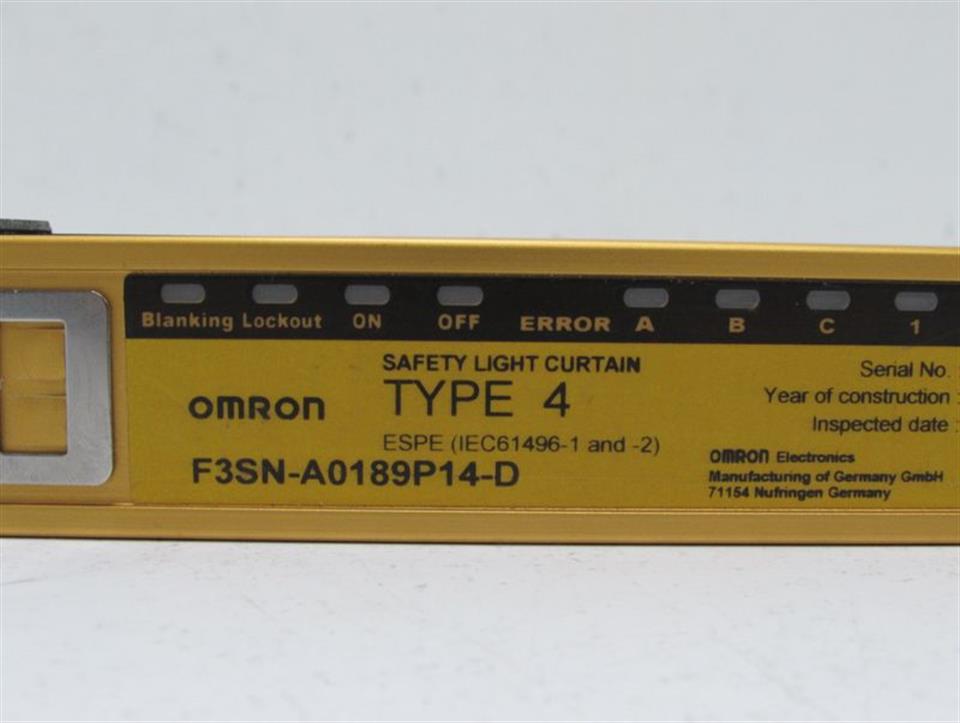 Blanking Lockout ON OFF ERROR A B C 1
SAFETY LIGHT CURTAIN
OMRON TYPE 4
ESPE (IEC61496-1 and -2)
F3SN-A0189P14-D
Serial No. :
Year of construction :
Inspected date :
OMRON Electronics
Manufacturing of Germany GmbH
71154 Nufringen Germany